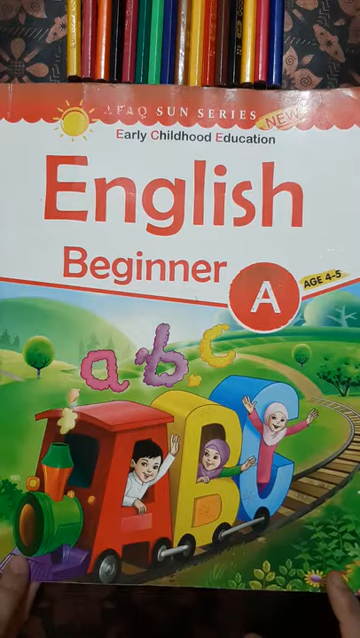 AFAQ SUN SERIES
NEW
Early Childhood Education
English
Beginner
A
AGE 4-5
a b c
A B C